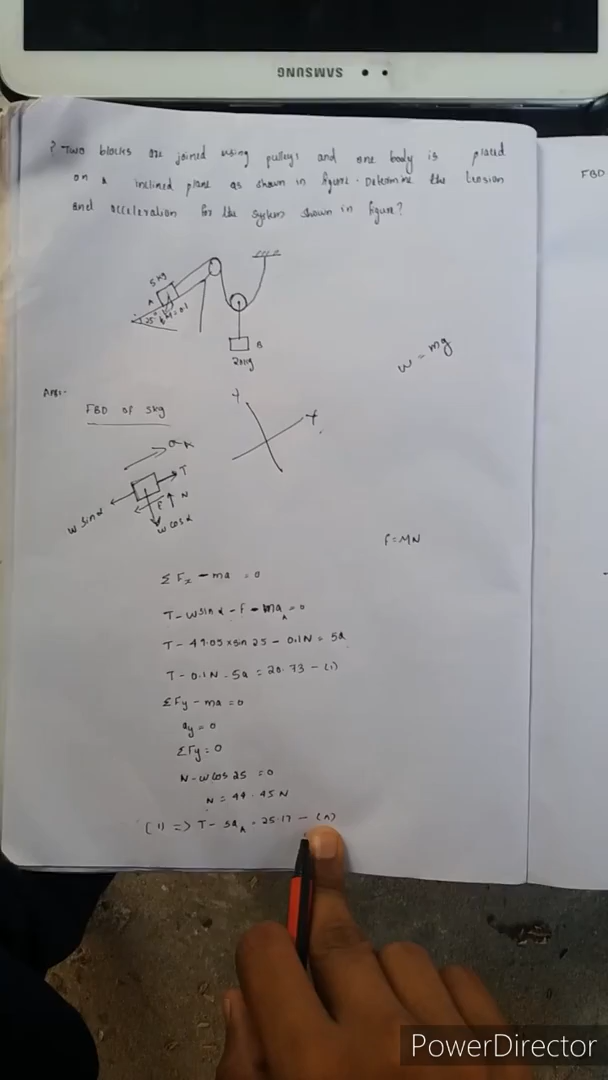 SAMSUNG
? Two blocks are joined using pulleys and one body is placed
on a inclined plane as shown in figure. Determine the tension
and acceleration for the system shown in figure?
FBD
5kg
A
25°
μ=0.1
B
20kg
W = mg
Ans:-
FBD of 5kg
Y
X
a_A
T
N
F
W sin α
W cos α
F=MN
ΣFx - ma = 0
T - W sin α - f - ma_A = 0
T - 49.05 × sin 25 - 0.1N = 5a
T - 0.1N - 5a = 20.73 - (1)
ΣFy - ma = 0
ay = 0
ΣFy = 0
N - W cos 25 = 0
N = 44.45 N
(1) => T - 5a_A = 25.17 - (A)
PowerDirector